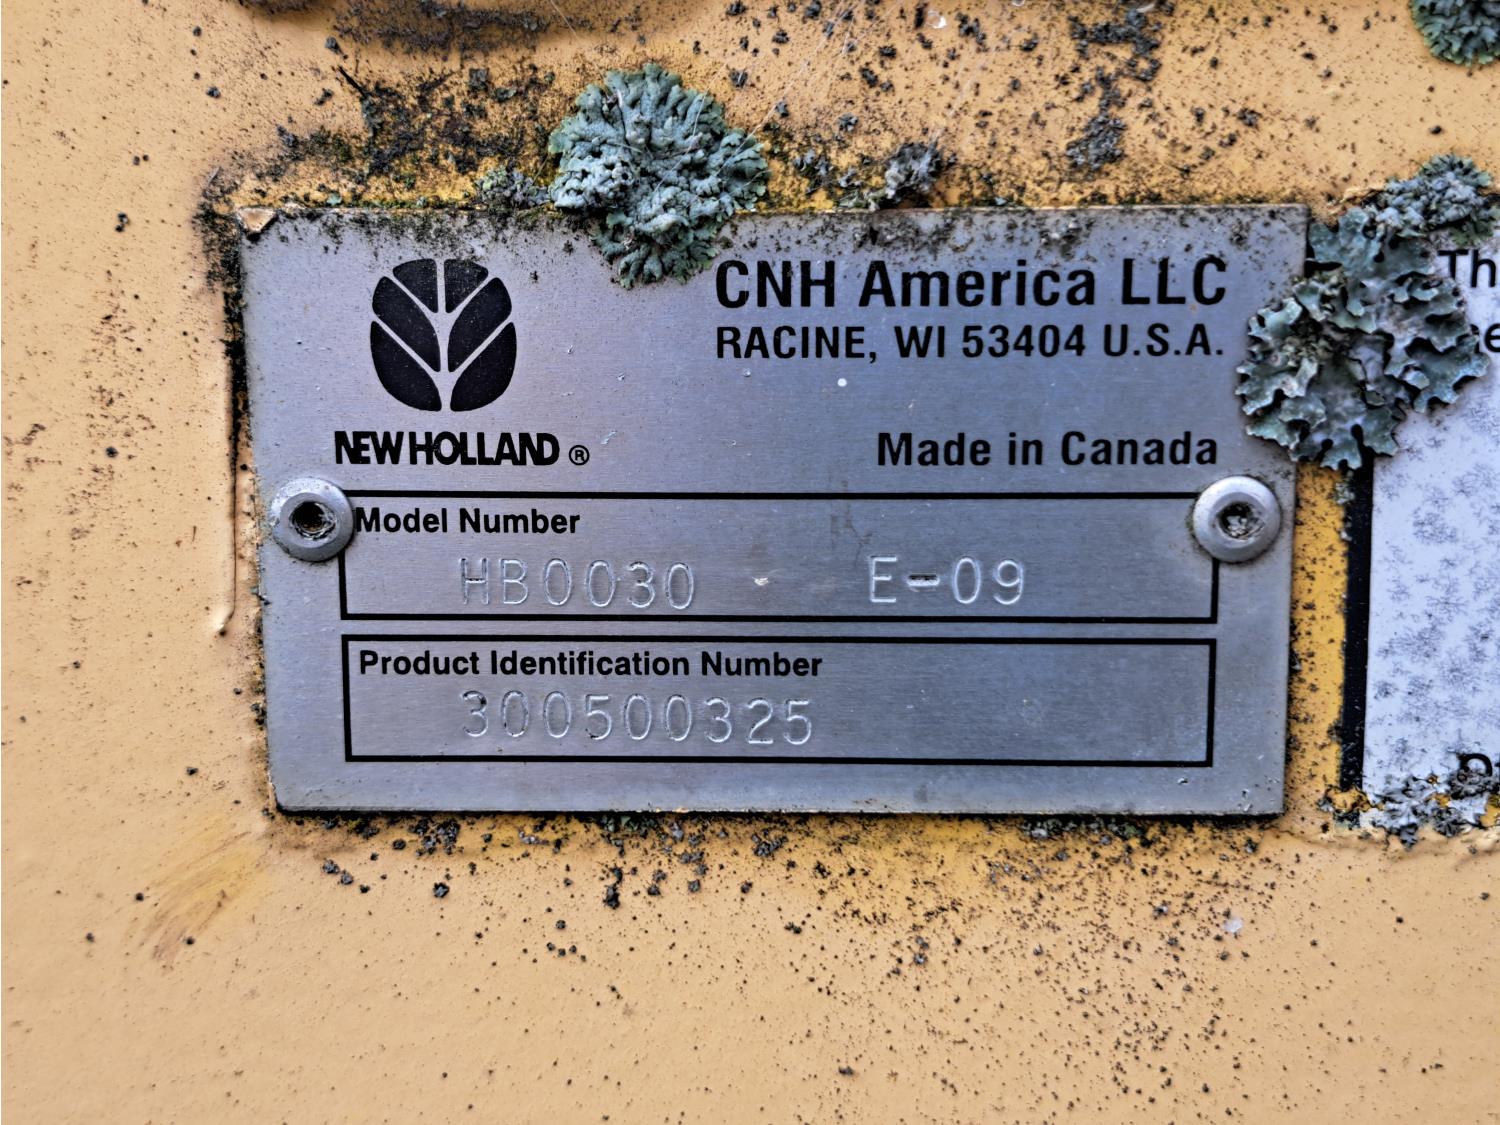 CNH America LLC
RACINE, WI 53404 U.S.A.
NEW HOLLAND ®
Made in Canada
Model Number
HB0030 E-09
Product Identification Number
300500325
Th